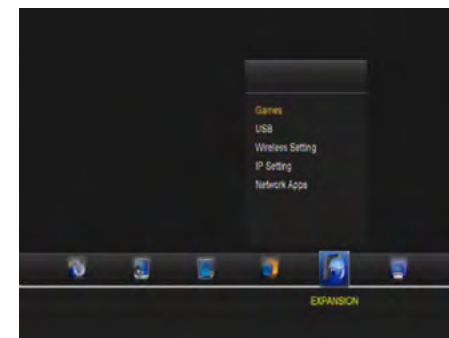 Games
USB
Wireless Setting
IP Setting
Network Apps
EXPANSION